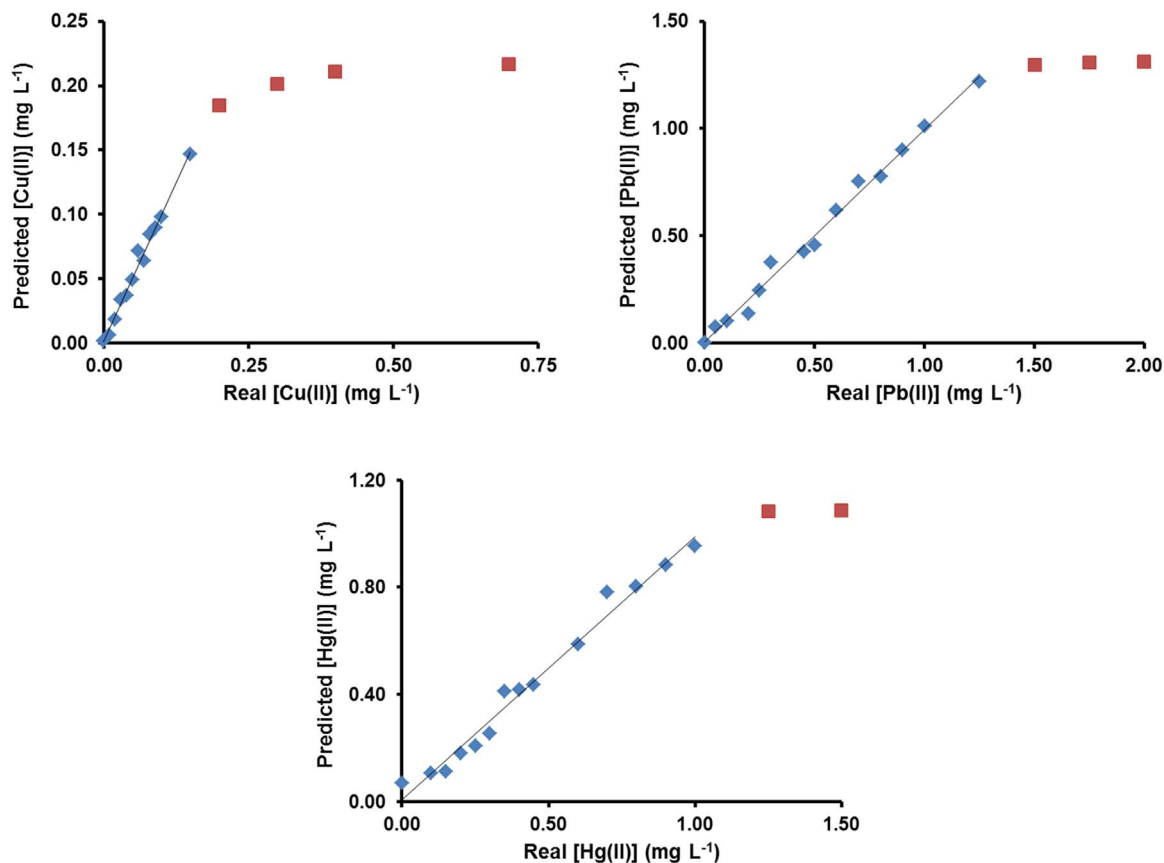 0.25
0.20
0.15
0.10
0.05
0.00
Predicted [Cu(II)] (mg L⁻¹)
0.00 0.25 0.50 0.75
Real [Cu(II)] (mg L⁻¹)
1.50
1.00
0.50
0.00
Predicted [Pb(II)] (mg L⁻¹)
0.00 0.50 1.00 1.50 2.00
Real [Pb(II)] (mg L⁻¹)
1.20
0.80
0.40
0.00
Predicted [Hg(II)] (mg L⁻¹)
0.00 0.50 1.00 1.50
Real [Hg(II)] (mg L⁻¹)